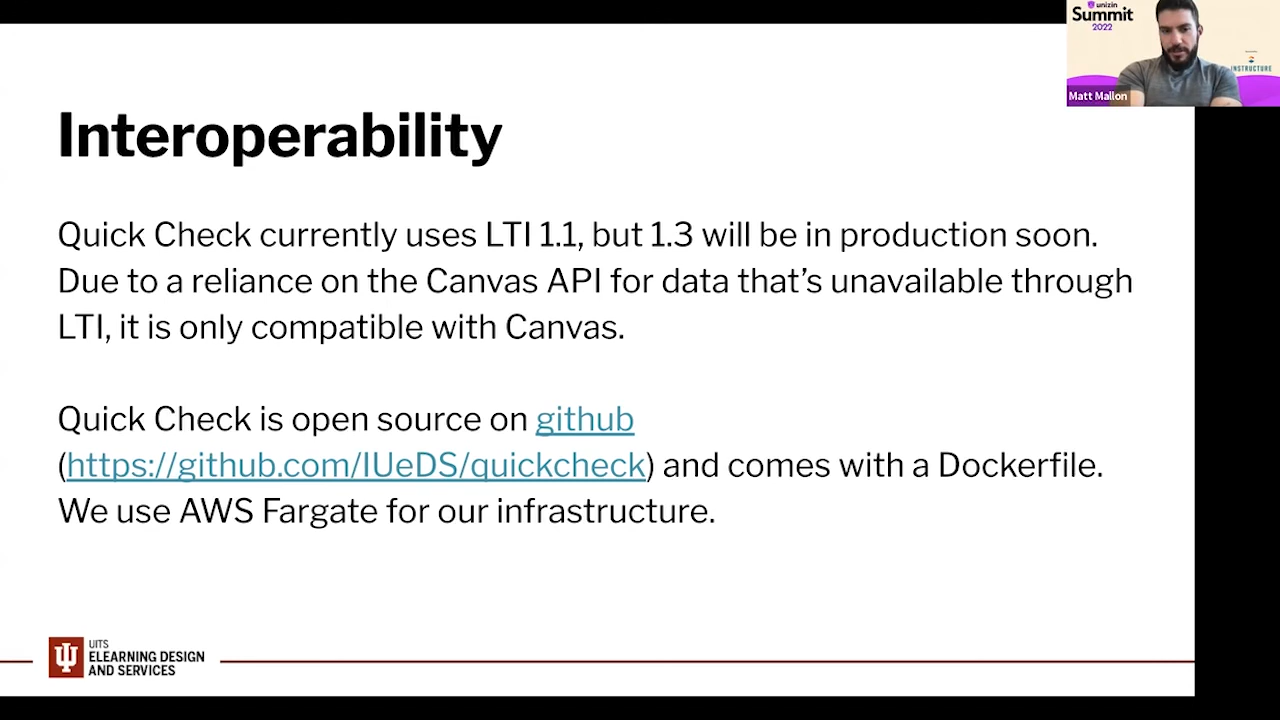 unizin
Summit
2022
INSTRUCTURE
Matt Mallon
Interoperability
Quick Check currently uses LTI 1.1, but 1.3 will be in production soon.
Due to a reliance on the Canvas API for data that’s unavailable through
LTI, it is only compatible with Canvas.
Quick Check is open source on github
(https://github.com/IUeDS/quickcheck) and comes with a Dockerfile.
We use AWS Fargate for our infrastructure.
UITS
ELEARNING DESIGN
AND SERVICES